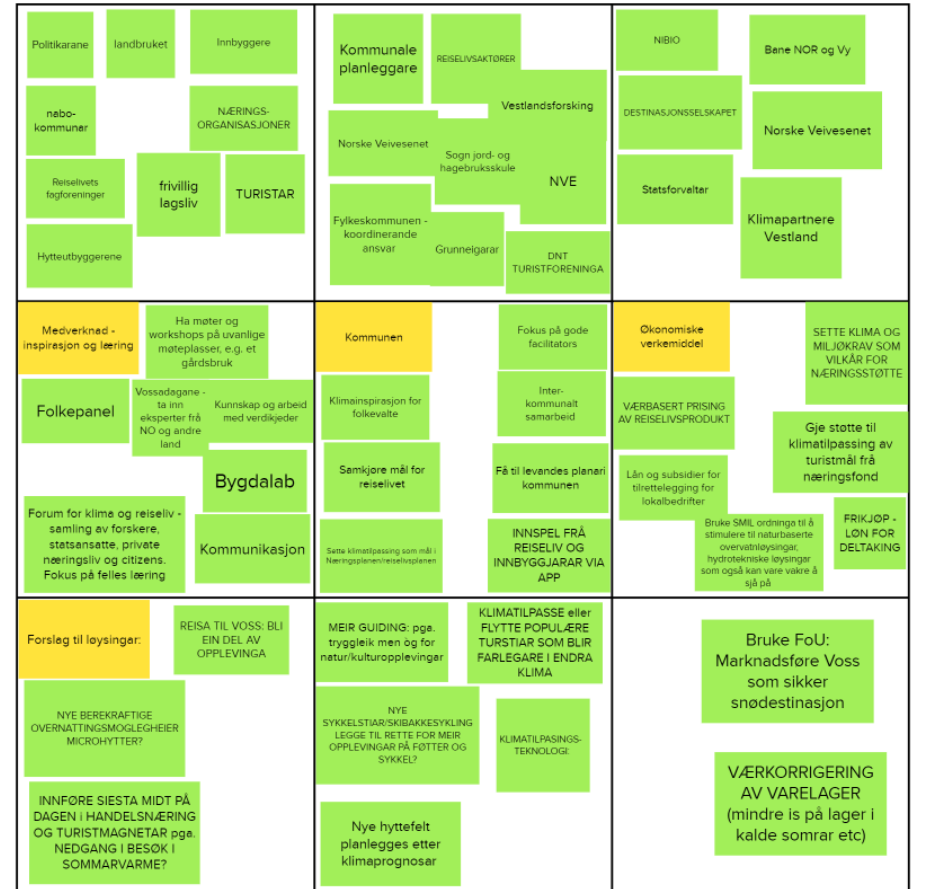 Politikarane
landbruket
Innbyggere
nabo-
kommunar
NÆRINGS-
ORGANISASJONER
Reiselivets
fagforeninger
frivillig
lagsliv
TURISTAR
Hytteutbyggerene
Kommunale
planleggare
REISELIVSAKTØRER
Vestlandsforsking
Norske Veivesenet
Sogn jord- og
hagebruksskule
NVE
Fylkeskommunen -
koordinerande
ansvar
Grunneigarar
DNT
TURISTFORENINGA
NIBIO
Bane NOR og Vy
DESTINASJONSSELSKAPET
Norske Veivesenet
Statsforvaltar
Klimapartnere
Vestland
Medverknad -
inspirasjon og læring
Ha møter og
workshops på uvanlige
møteplasser, e.g. et
gårdsbruk
Folkepanel
Vossadagane -
ta inn
eksperter frå
NO og andre
land
Kunnskap og arbeid
med verdikjeder
Bygdalab
Forum for klima og reiseliv -
samling av forskere,
statsansatte, private
næringsliv og citizens.
Fokus på felles læring
Kommunikasjon
Kommunen
Fokus på gode
facilitators
Klimainspirasjon for
folkevalte
Inter-
kommunalt
samarbeid
Samkjøre mål for
reiselivet
Få til levandes planari
kommunen
Sette klimatilpassing som mål i
Næringsplanen/reiselivsplanen
INNSPEL FRÅ
REISELIV OG
INNBYGGJARAR VIA
APP
Økonomiske
verkemiddel
SETTE KLIMA OG
MILJØKRAV SOM
VILKÅR FOR
NÆRINGSSTØTTE
VÆRBASERT PRISING
AV REISELIVSPRODUKT
Gje støtte til
klimatilpassing av
turistmål frå
næringsfond
Lån og subsidier for
tilrettelegging for
lokalbedrifter
Bruke SMIL ordninga til å
stimulere til naturbaserte
overvatnløysingar,
hydrotekniske løysingar
som også kan vare vakre å
sjå på
FRIKJØP -
LØN FOR
DELTAKING
Forslag til løysingar:
REISA TIL VOSS: BLI
EIN DEL AV
OPPLEVINGA
NYE BEREKRAFTIGE
OVERNATTINGSMOGLEGHEIER
MICROHYTTER?
INNFØRE SIESTA MIDT PÅ
DAGEN i HANDELSNÆRING
OG TURISTMAGNETAR pga.
NEDGANG I BESØK I
SOMMARVARME?
MEIR GUIDING: pga.
tryggleik men òg for
natur/kulturopplevingar
KLIMATILPASSE eller
FLYTTE POPULÆRE
TURSTIAR SOM BLIR
FARLEGARE I ENDRA
KLIMA
NYE
SYKKELSTIAR/SKIBAKKESYKLING
LEGGE TIL RETTE FOR MEIR
OPPLEVINGAR PÅ FØTTER OG
SYKKEL?
KLIMATILPASINGS-
TEKNOLOGI:
Nye hyttefelt
planlegges etter
klimaprognosar
Bruke FoU:
Marknadsføre Voss
som sikker
snødestinasjon
VÆRKORRIGERING
AV VARELAGER
(mindre is på lager i
kalde somrar etc)